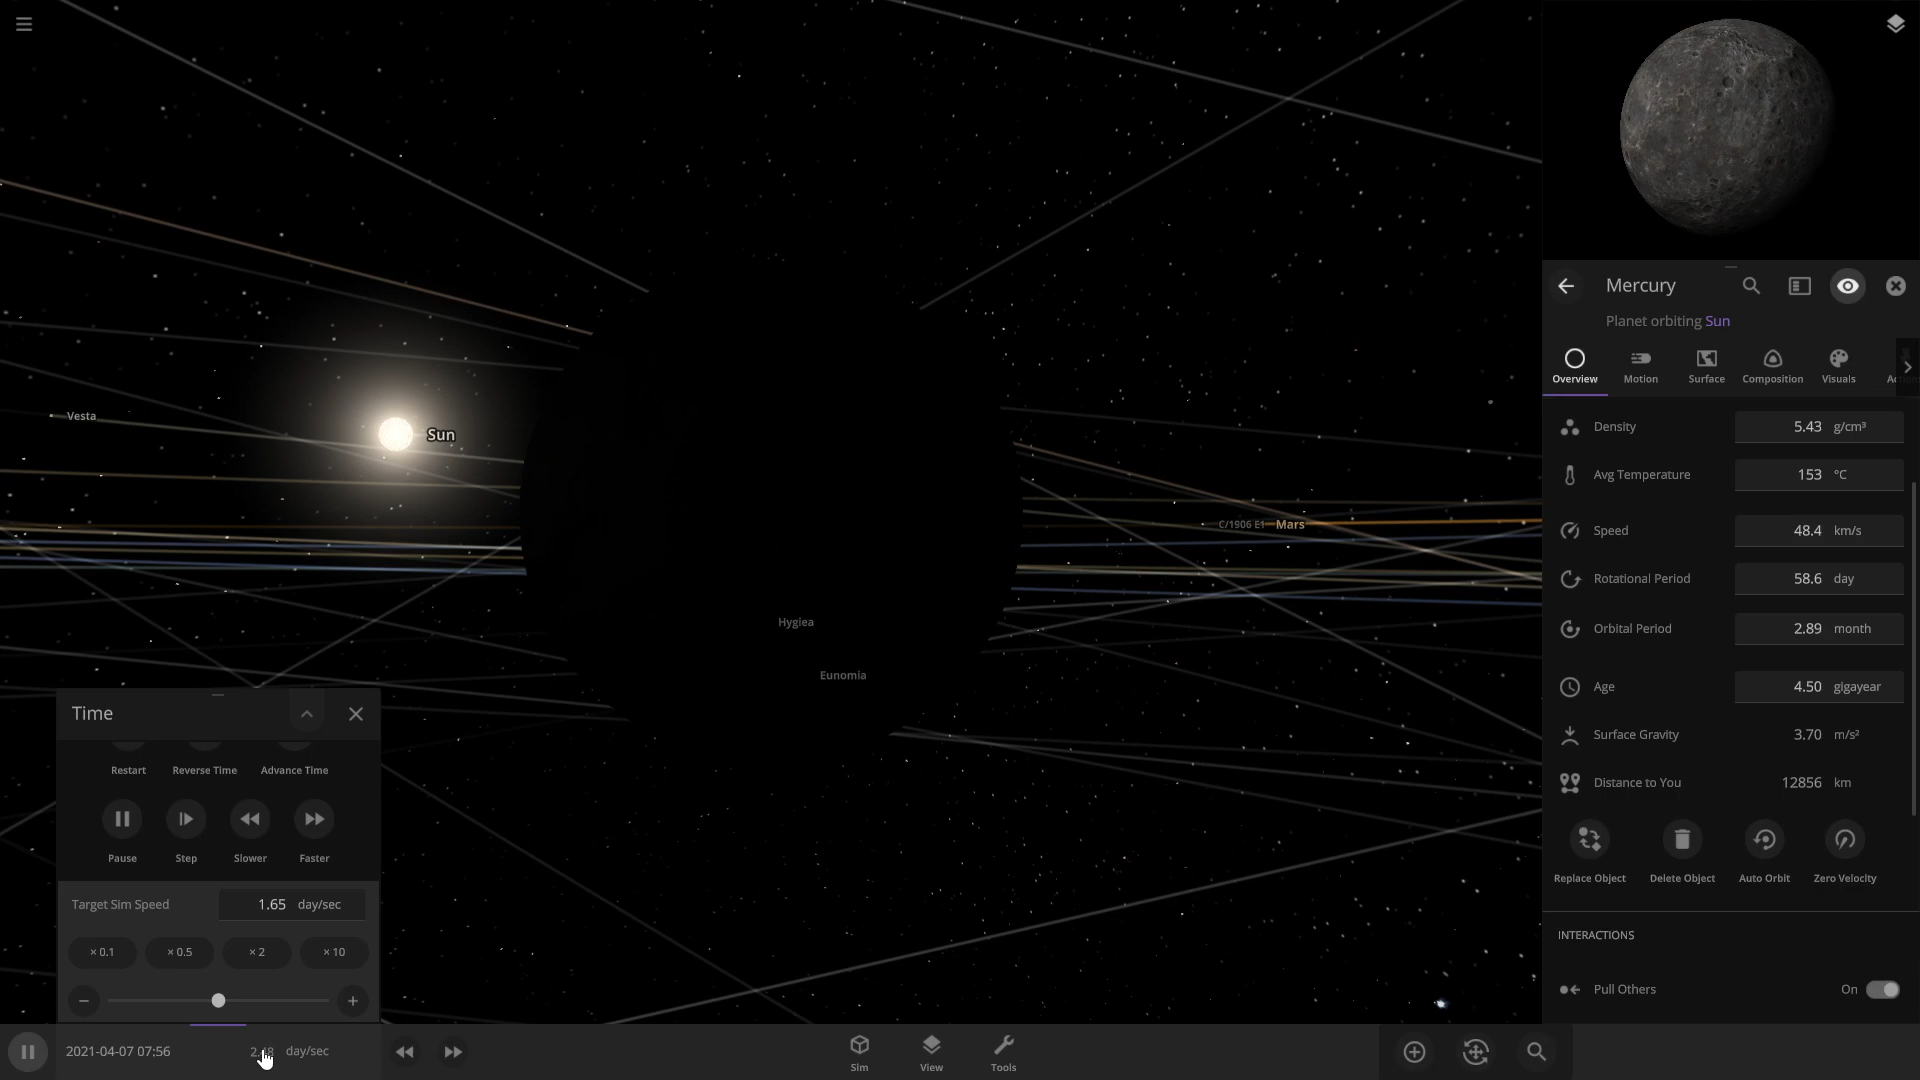 Vesta
Sun
C/1906 E1
Mars
Hygiea
Eunomia
Time
Restart
Reverse Time
Advance Time
Pause
Step
Slower
Faster
Target Sim Speed
1.65 day/sec
× 0.1
× 0.5
× 2
× 10
2021-04-07 07:56
day/sec
Sim
View
Tools
Mercury
Planet orbiting Sun
Overview
Motion
Surface
Composition
Visuals
Density 5.43 g/cm³
Avg Temperature 153 °C
Speed 48.4 km/s
Rotational Period 58.6 day
Orbital Period 2.89 month
Age 4.50 gigayear
Surface Gravity 3.70 m/s²
Distance to You 12856 km
Replace Object
Delete Object
Auto Orbit
Zero Velocity
INTERACTIONS
Pull Others On